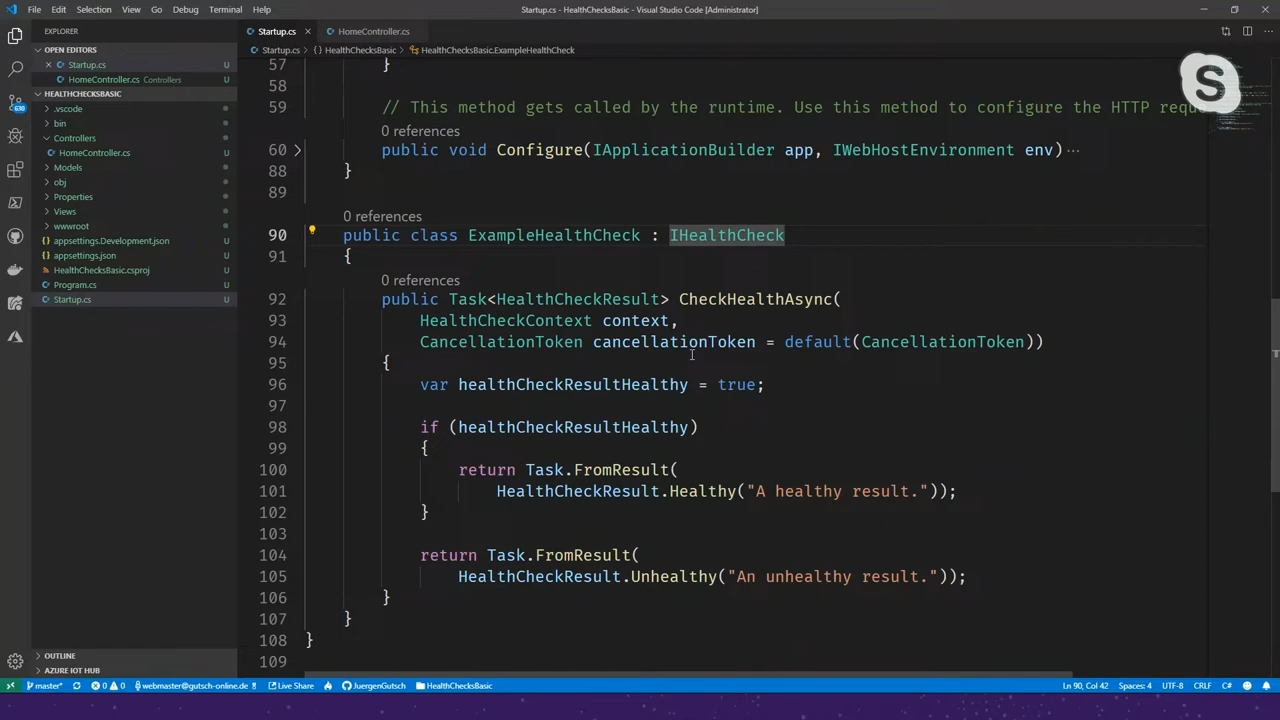 File Edit Selection View Go Debug Terminal Help
Startup.cs - HealthChecksBasic - Visual Studio Code [Administrator]
EXPLORER
OPEN EDITORS
Startup.cs U
HomeController.cs Controllers U
HEALTHCHECKSBASIC
.vscode
bin
Controllers
HomeController.cs U
Models
obj
Properties
Views
wwwroot
appsettings.Development.json U
appsettings.json U
HealthChecksBasic.csproj U
Program.cs U
Startup.cs U
OUTLINE
AZURE IOT HUB
630
Startup.cs HomeController.cs
Startup.cs > HealthChecksBasic > HealthChecksBasic.ExampleHealthCheck
57 }
58
59 // This method gets called by the runtime. Use this method to configure the HTTP reque
0 references
60 public void Configure(IApplicationBuilder app, IWebHostEnvironment env)···
88 }
89
0 references
90 public class ExampleHealthCheck : IHealthCheck
91 {
0 references
92 public Task<HealthCheckResult> CheckHealthAsync(
93 HealthCheckContext context,
94 CancellationToken cancellationToken = default(CancellationToken))
95 {
96 var healthCheckResultHealthy = true;
97
98 if (healthCheckResultHealthy)
99 {
100 return Task.FromResult(
101 HealthCheckResult.Healthy("A healthy result."));
102 }
103
104 return Task.FromResult(
105 HealthCheckResult.Unhealthy("An unhealthy result."));
106 }
107 }
108 }
109
S
master* 0 0 webmaster@gutsch-online.de Live Share JuergenGutsch HealthChecksBasic Ln 90, Col 42 Spaces: 4 UTF-8 CRLF C#